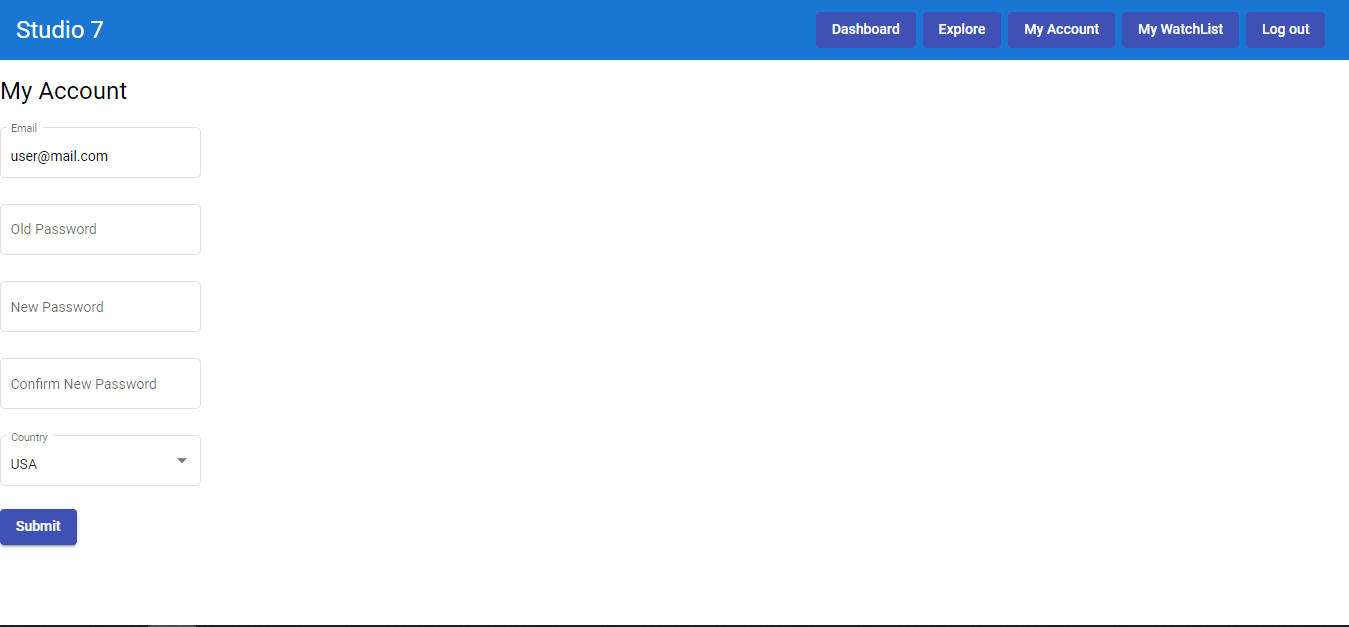 Studio 7
Dashboard
Explore
My Account
My WatchList
Log out
My Account
Email
user@mail.com
Old Password
New Password
Confirm New Password
Country
USA
Submit